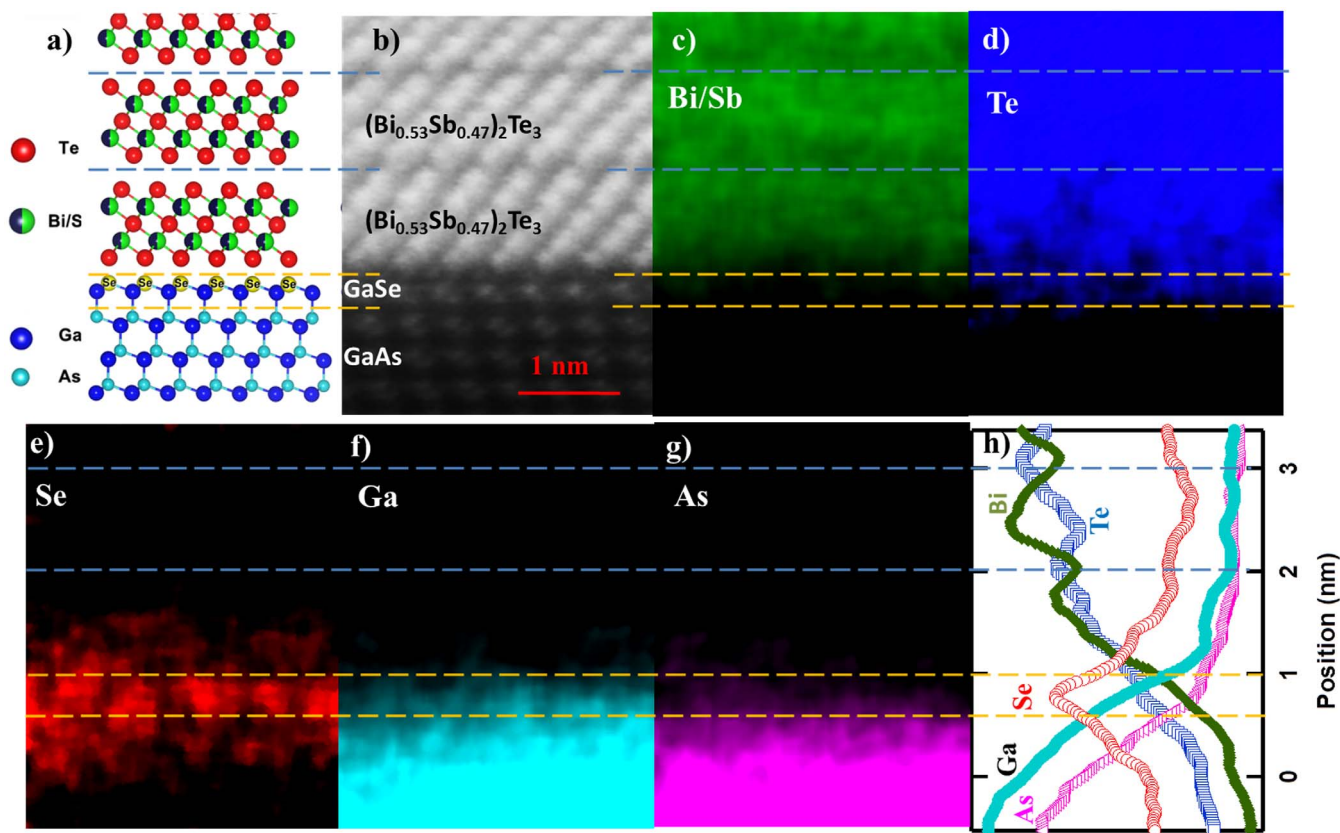 a)
Te
Bi/S
Se Se Se Se Se Se
Ga
As
b)
(Bi0.53Sb0.47)2Te3
(Bi0.53Sb0.47)2Te3
GaSe
GaAs
1 nm
c)
Bi/Sb
d)
Te
e)
Se
f)
Ga
g)
As
h)
Bi
Te
Se
Ga
As
3
2
1
0
Position (nm)